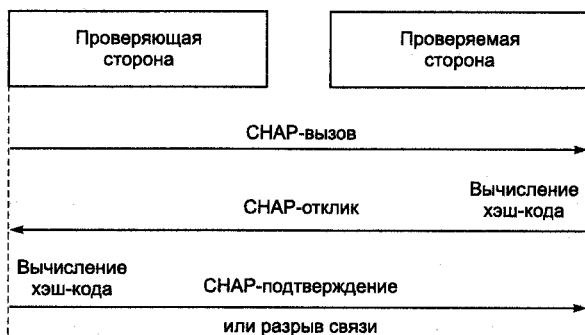 Проверяющая
сторона
Проверяемая
сторона
CHAP-вызов
Вычисление
хэш-кода
CHAP-отклик
Вычисление
хэш-кода
CHAP-подтверждение
или разрыв связи